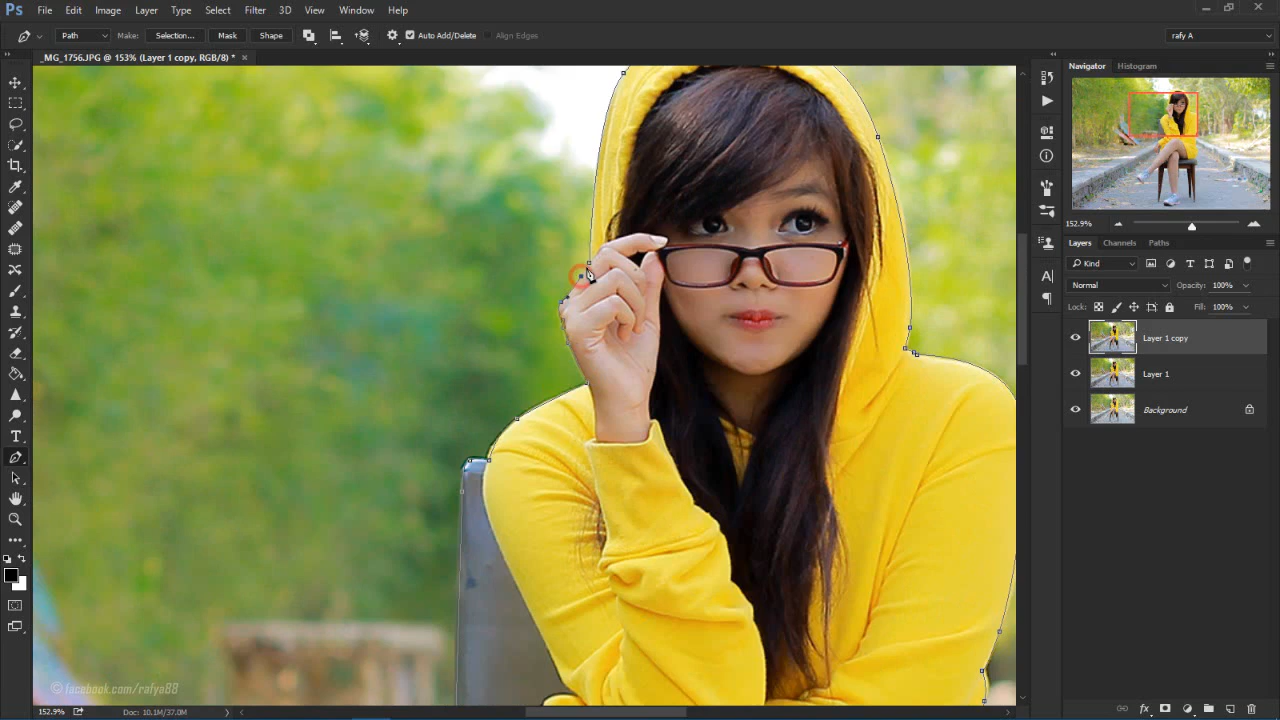 Ps File Edit Image Layer Type Select Filter 3D View Window Help
Path Make: Selection... Mask Shape Auto Add/Delete Align Edges rafy A
_MG_1756.JPG @ 153% (Layer 1 copy, RGB/8) * ×
Navigator Histogram
152.9%
Layers Channels Paths
Kind
Normal Opacity: 100%
Lock: Fill: 100%
Layer 1 copy
Layer 1
Background
© facebook.com/rafya88
152.9% Doc: 10.1M/37.0M